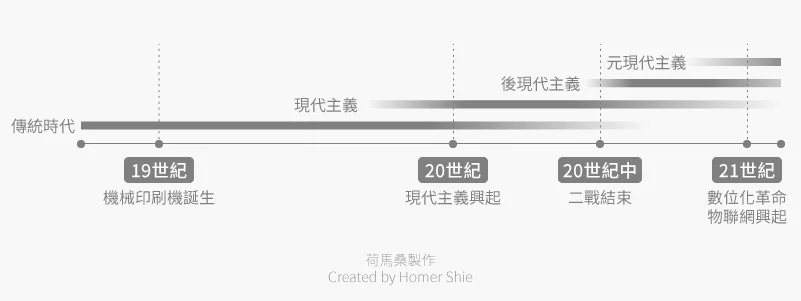 元現代主義
後現代主義
現代主義
傳統時代
19世紀
20世紀
20世紀中
21世紀
機械印刷機誕生
現代主義興起
二戰結束
數位化革命
物聯網興起
荷馬桑製作
Created by Homer Shie